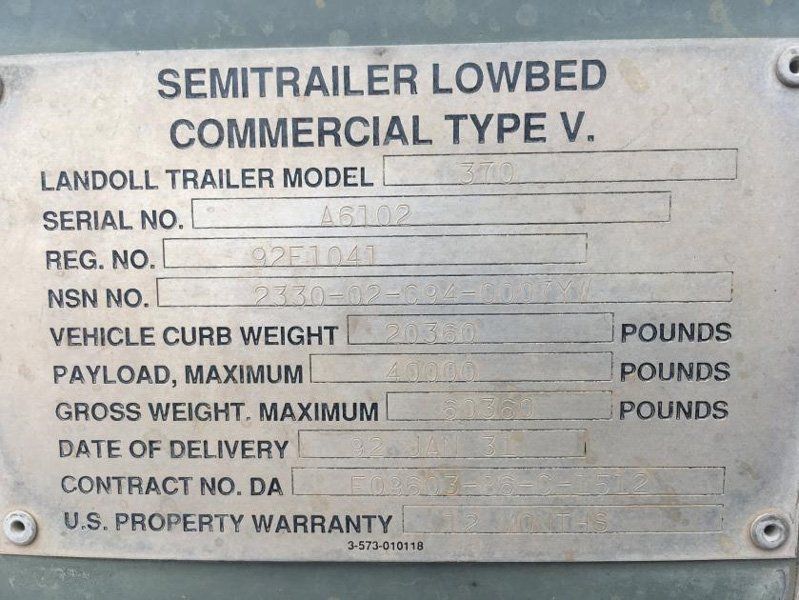 SEMITRAILER LOWBED
COMMERCIAL TYPE V.
LANDOLL TRAILER MODEL 370
SERIAL NO. A6102
REG. NO. 92E1041
NSN NO.
VEHICLE CURB WEIGHT 20360 POUNDS
PAYLOAD, MAXIMUM 40000 POUNDS
GROSS WEIGHT. MAXIMUM 60360 POUNDS
DATE OF DELIVERY 92 JAN 31
CONTRACT NO. DA
U.S. PROPERTY WARRANTY 12 MONTHS
3-573-010118